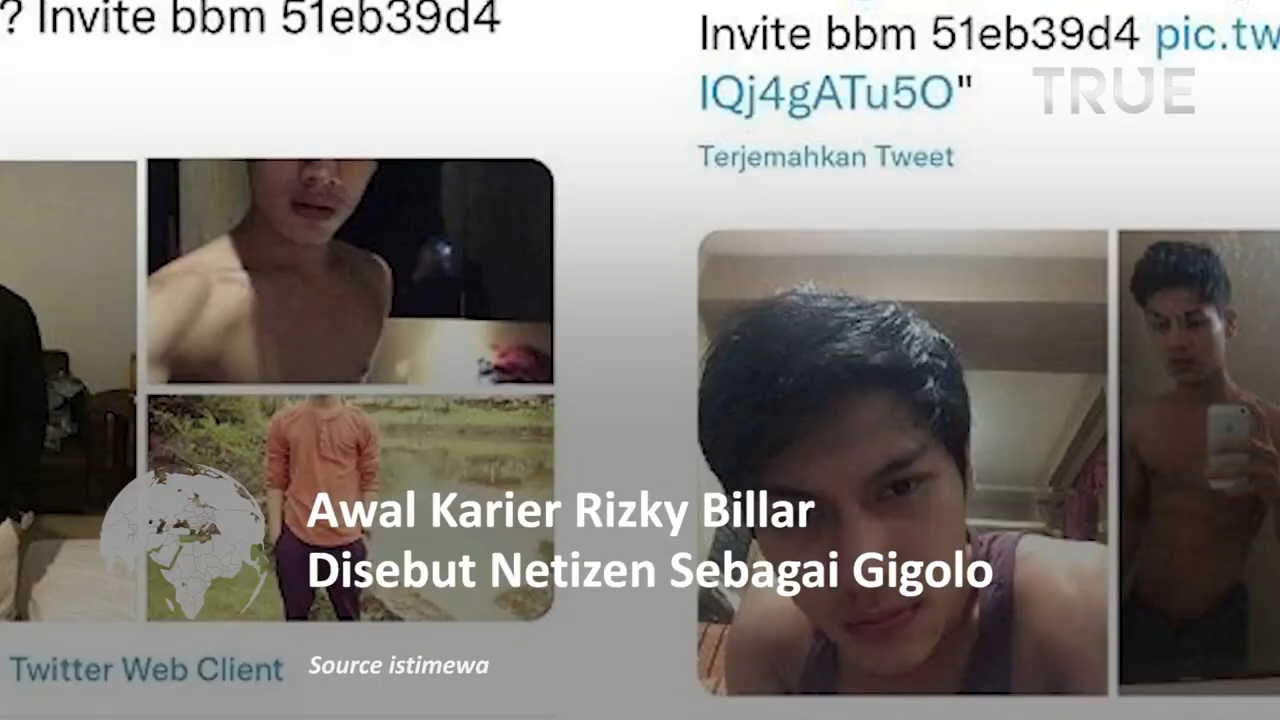 ? Invite bbm 51eb39d4
Invite bbm 51eb39d4 pic.tw
IQj4gATu5O"
TRUE
Terjemahkan Tweet
Awal Karier Rizky Billar
Disebut Netizen Sebagai Gigolo
Twitter Web Client
Source istimewa